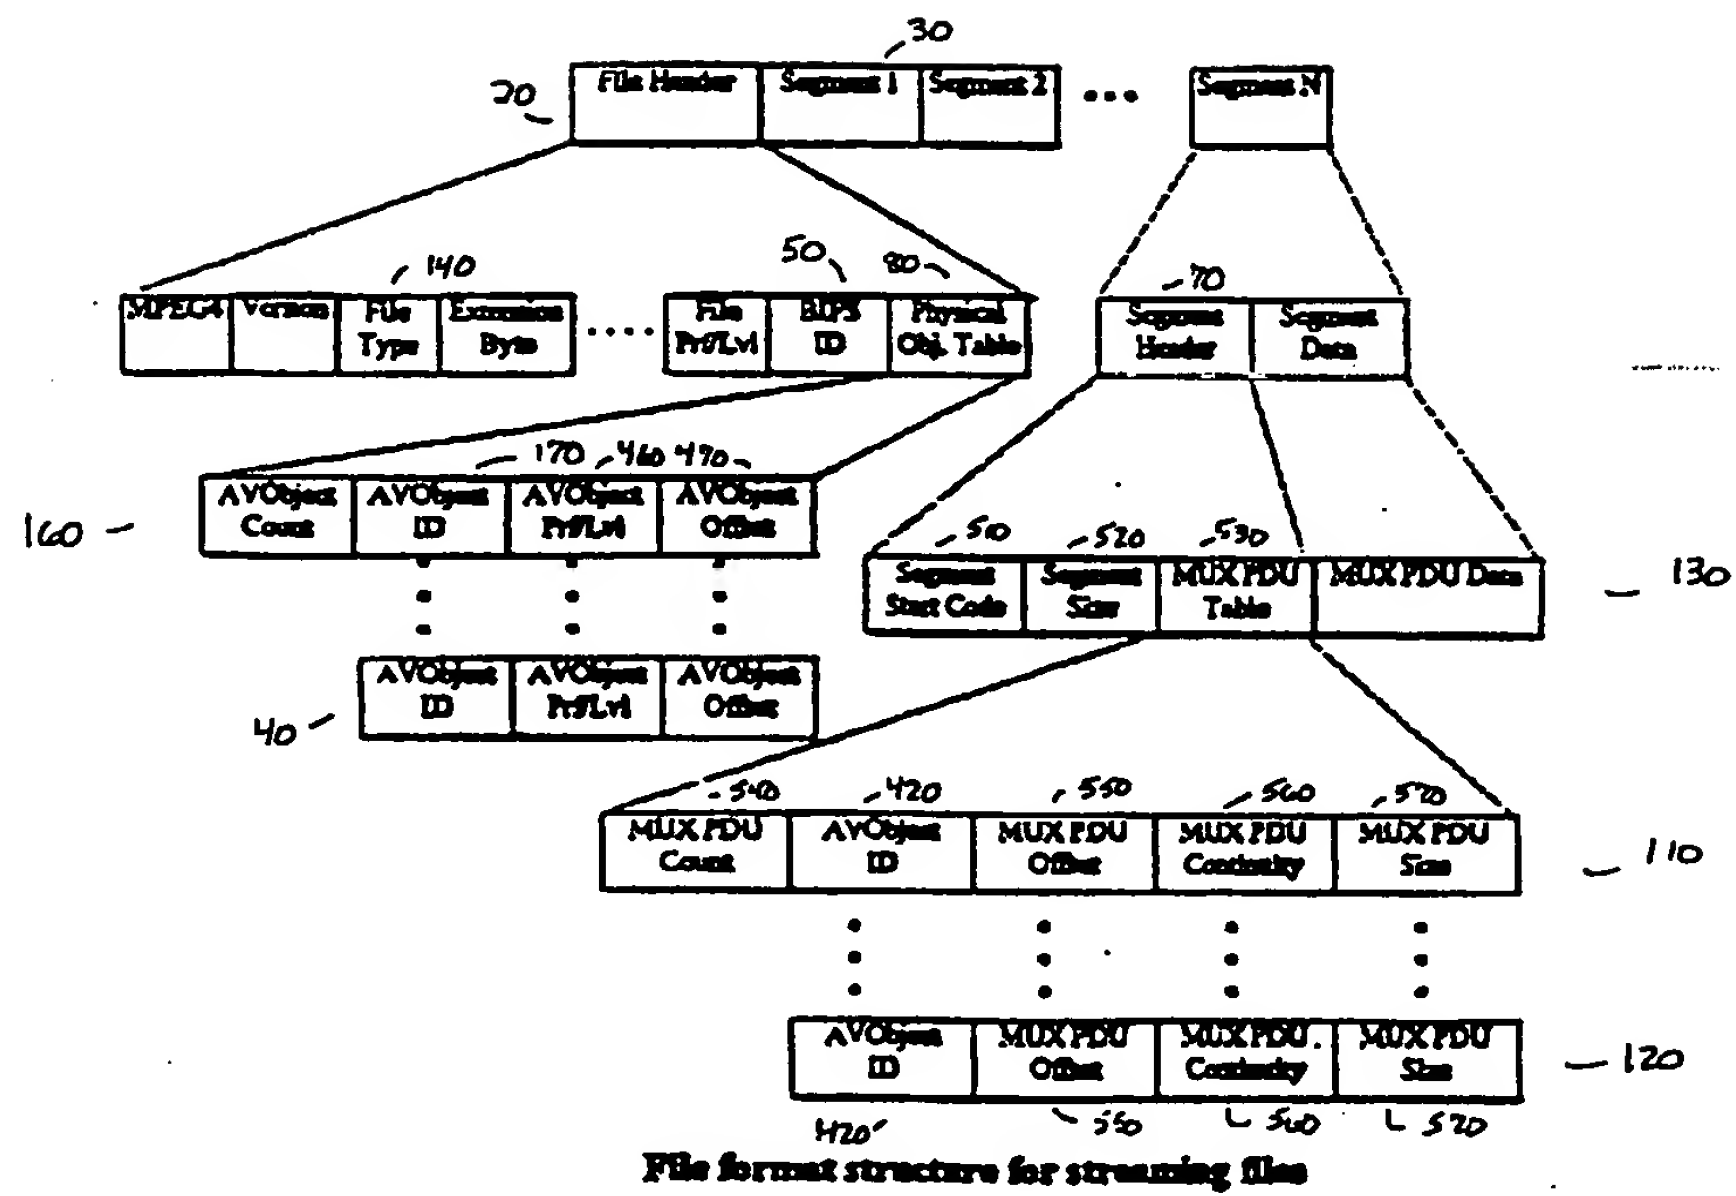 30
20
File Header Segment 1 Segment 2 Segment N
140 50 80 70
MPEG4 Version File Type Extension Byte File Prf/Lvl BIFS ID Physical Obj. Table
Segment Header Segment Data
170 460 470
160
AVObject Count AVObject ID AVObject Prf/Lvl AVObject Offset
510 520 530
Segment Start Code Segment Size MUX PDU Table MUX PDU Data
130
AVObject ID AVObject Prf/Lvl AVObject Offset
40
540 420 550 560 570
MUX PDU Count AVObject ID MUX PDU Offset MUX PDU Continuity MUX PDU Size
110
AVObject ID MUX PDU Offset MUX PDU Continuity MUX PDU Size
120
420 550 560 570
File format structure for streaming files